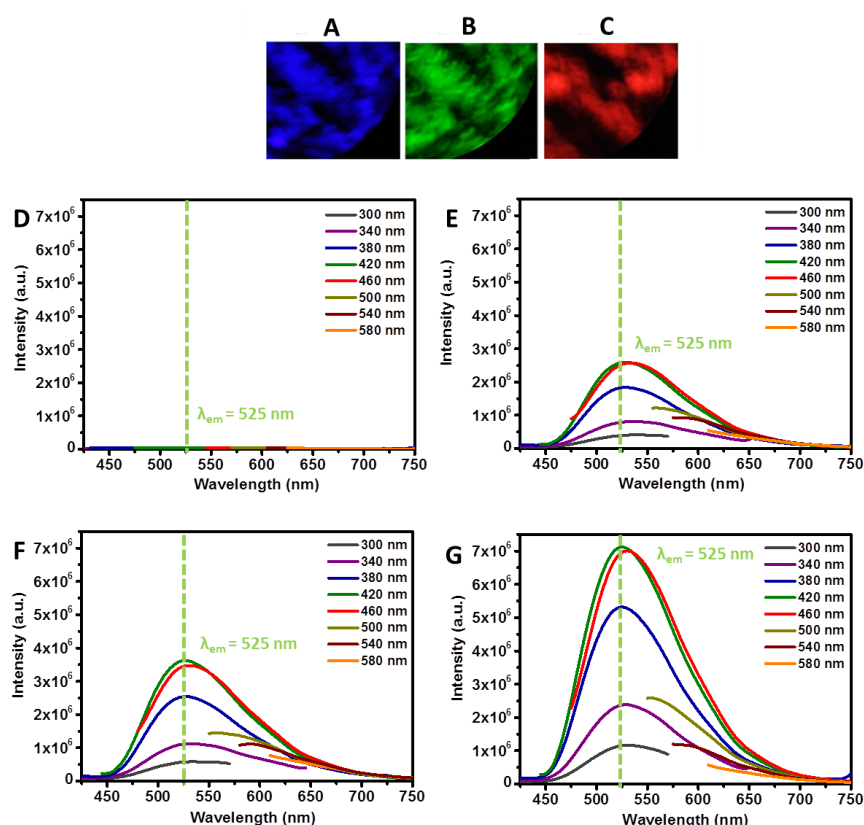 A B C
D
7x10⁶
6x10⁶
5x10⁶
4x10⁶
3x10⁶
2x10⁶
1x10⁶
0
Intensity (a.u.)
300 nm
340 nm
380 nm
420 nm
460 nm
500 nm
540 nm
580 nm
λem = 525 nm
450 500 550 600 650 700 750
Wavelength (nm)
E
7x10⁶
6x10⁶
5x10⁶
4x10⁶
3x10⁶
2x10⁶
1x10⁶
0
Intensity (a.u.)
300 nm
340 nm
380 nm
420 nm
460 nm
500 nm
540 nm
580 nm
λem = 525 nm
450 500 550 600 650 700 750
Wavelength (nm)
F
7x10⁶
6x10⁶
5x10⁶
4x10⁶
3x10⁶
2x10⁶
1x10⁶
0
Intensity (a.u.)
300 nm
340 nm
380 nm
420 nm
460 nm
500 nm
540 nm
580 nm
λem = 525 nm
450 500 550 600 650 700 750
Wavelength (nm)
G
7x10⁶
6x10⁶
5x10⁶
4x10⁶
3x10⁶
2x10⁶
1x10⁶
0
Intensity (a.u.)
300 nm
340 nm
380 nm
420 nm
460 nm
500 nm
540 nm
580 nm
λem = 525 nm
450 500 550 600 650 700 750
Wavelength (nm)